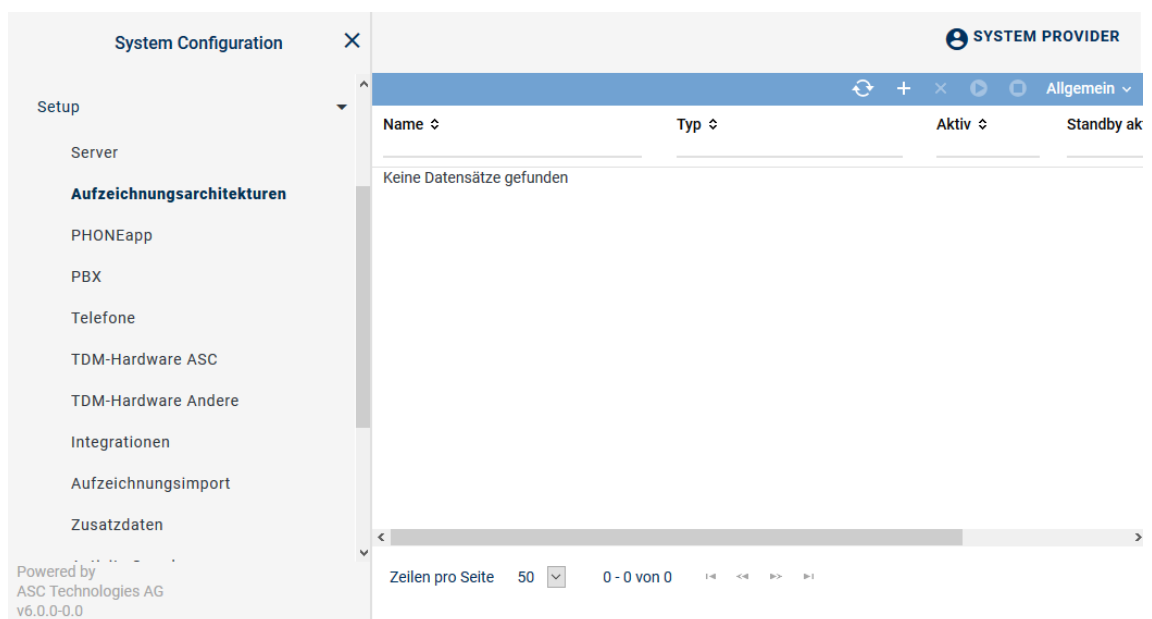 System Configuration
SYSTEM PROVIDER
Allgemein
Setup
Server
Aufzeichnungsarchitekturen
PHONEapp
PBX
Telefone
TDM-Hardware ASC
TDM-Hardware Andere
Integrationen
Aufzeichnungsimport
Zusatzdaten
Powered by
ASC Technologies AG
v6.0.0-0.0
Name Typ Aktiv Standby ak
Keine Datensätze gefunden
Zeilen pro Seite 50 0 - 0 von 0